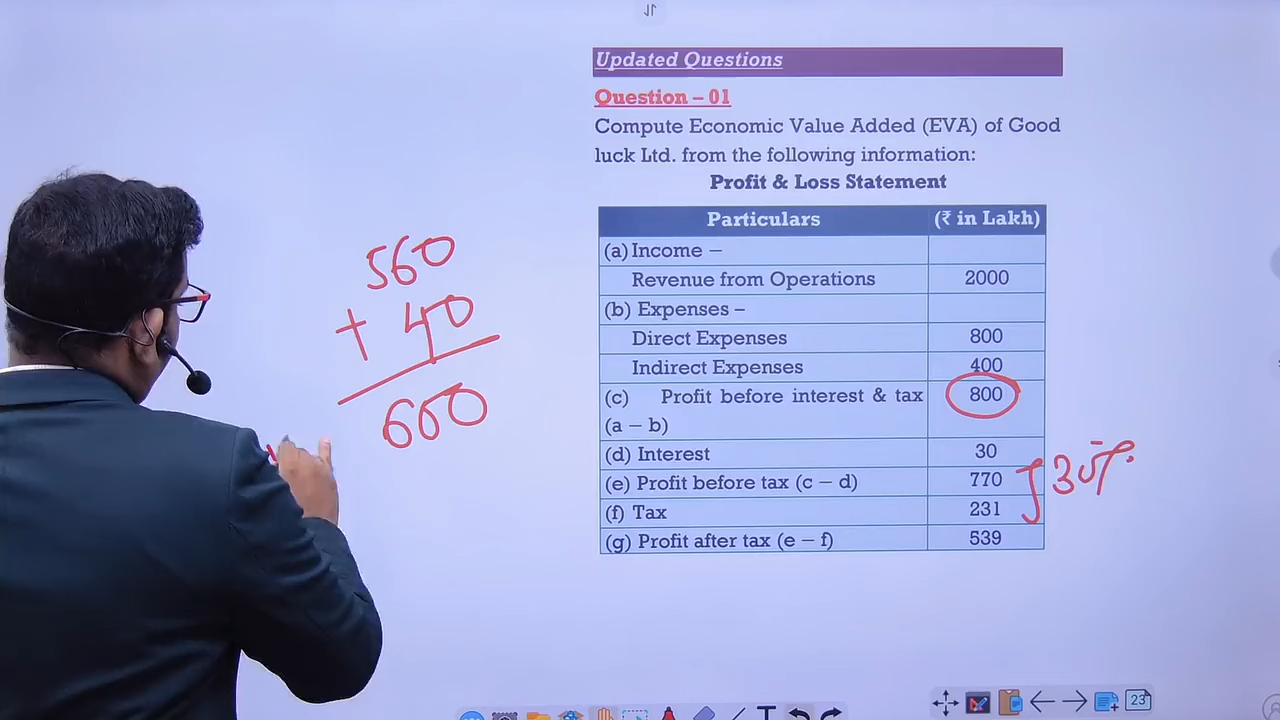 Updated Questions
Question – 01
Compute Economic Value Added (EVA) of Good
luck Ltd. from the following information:
Profit & Loss Statement
Particulars (₹ in Lakh)
(a) Income –
Revenue from Operations 2000
(b) Expenses –
Direct Expenses 800
Indirect Expenses 400
(c) Profit before interest & tax 800
(a – b)
(d) Interest 30
(e) Profit before tax (c – d) 770
(f) Tax 231
(g) Profit after tax (e – f) 539
30%
560
+ 40
600
23